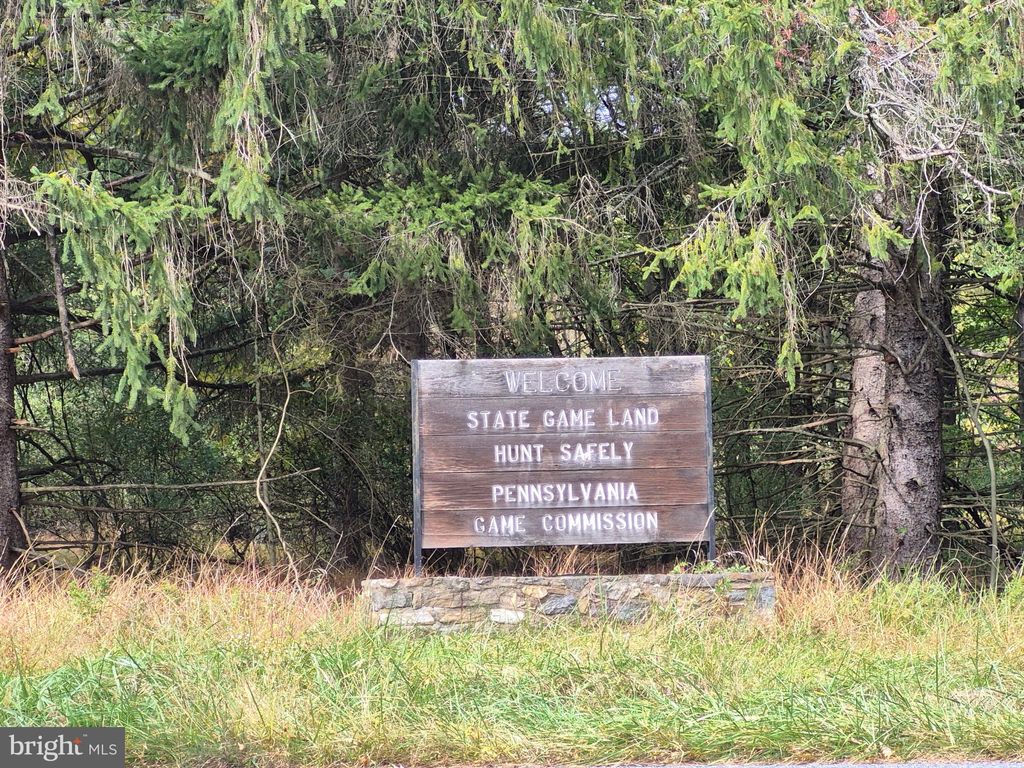 WELCOME
STATE GAME LAND
HUNT SAFELY
PENNSYLVANIA
GAME COMMISSION
bright MLS